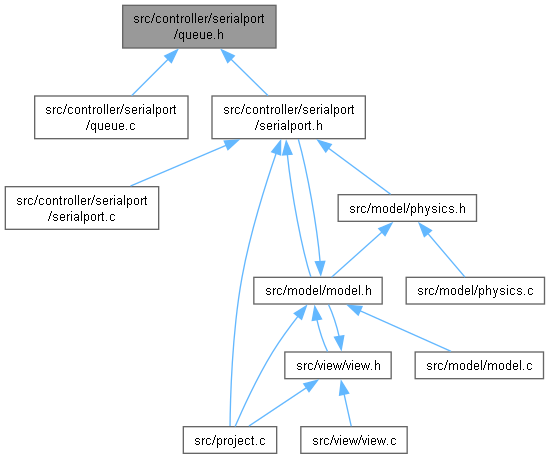 src/controller/serialport
/queue.h
src/controller/serialport
/queue.c
src/controller/serialport
/serialport.h
src/controller/serialport
/serialport.c
src/model/physics.h
src/model/model.h
src/model/physics.c
src/view/view.h
src/model/model.c
src/project.c
src/view/view.c